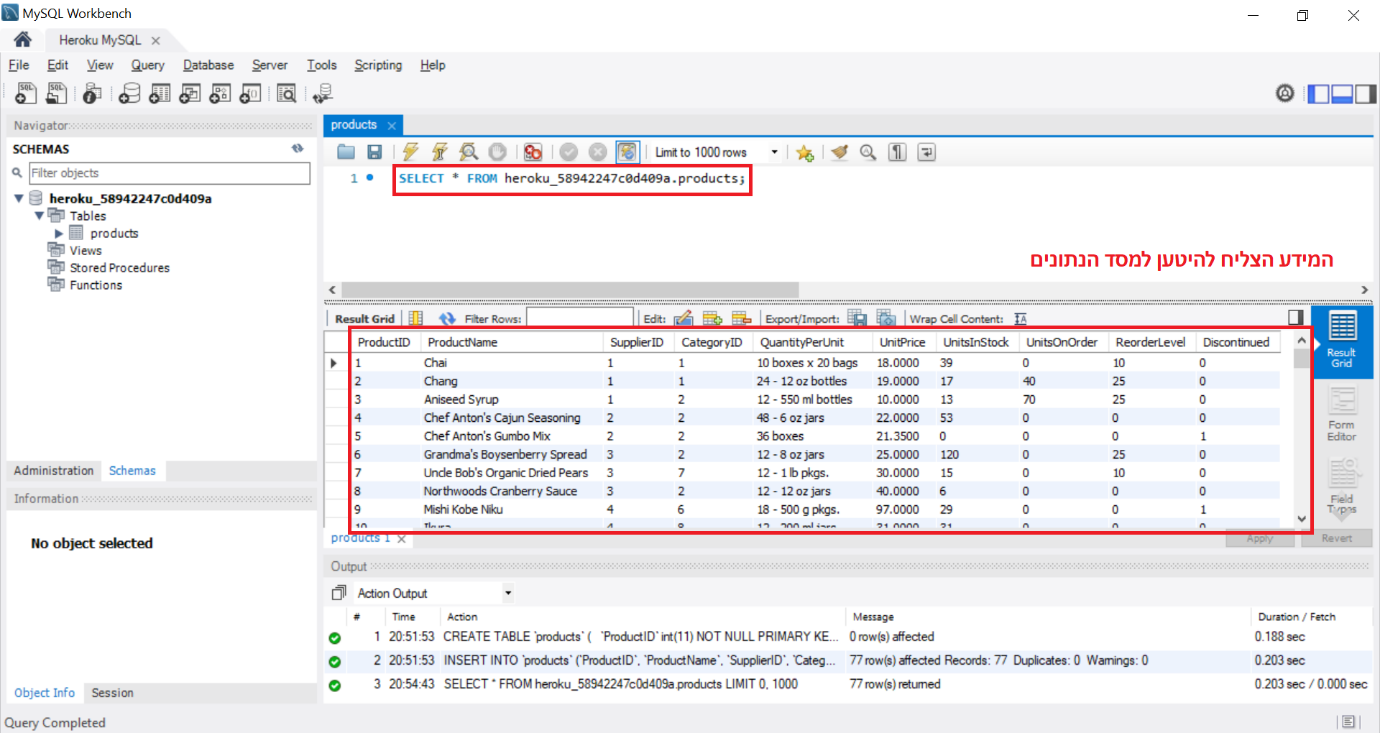 MySQL Workbench
Heroku MySQL
File Edit View Query Database Server Tools Scripting Help
Navigator
SCHEMAS
Filter objects
heroku_58942247c0d409a
Tables
products
Views
Stored Procedures
Functions
Administration Schemas
Information
No object selected
Object Info Session
Query Completed
products
Limit to 1000 rows
1 SELECT * FROM heroku_58942247c0d409a.products;
המידע הצליח להיטען למסד הנתונים
Result Grid Filter Rows: Edit: Export/Import: Wrap Cell Content:
ProductID ProductName SupplierID CategoryID QuantityPerUnit UnitPrice UnitsInStock UnitsOnOrder ReorderLevel Discontinued
1 Chai 1 1 10 boxes x 20 bags 18.0000 39 0 10 0
2 Chang 1 1 24 - 12 oz bottles 19.0000 17 40 25 0
3 Aniseed Syrup 1 2 12 - 550 ml bottles 10.0000 13 70 25 0
4 Chef Anton's Cajun Seasoning 2 2 48 - 6 oz jars 22.0000 53 0 0 0
5 Chef Anton's Gumbo Mix 2 2 36 boxes 21.3500 0 0 0 1
6 Grandma's Boysenberry Spread 3 2 12 - 8 oz jars 25.0000 120 0 25 0
7 Uncle Bob's Organic Dried Pears 3 7 12 - 1 lb pkgs. 30.0000 15 0 10 0
8 Northwoods Cranberry Sauce 3 2 12 - 12 oz jars 40.0000 6 0 0 0
9 Mishi Kobe Niku 4 6 18 - 500 g pkgs. 97.0000 29 0 0 1
10 Ikura 4 8 12 - 200 ml jars 31.0000 31 0 0 0
Result
Grid
Form
Editor
Field
Types
products 1
Apply Revert
Output
Action Output
# Time Action Message Duration / Fetch
1 20:51:53 CREATE TABLE `products` ( `ProductID` int(11) NOT NULL PRIMARY KE... 0 row(s) affected 0.188 sec
2 20:51:53 INSERT INTO `products` (`ProductID`, `ProductName`, `SupplierID`, `Categ... 77 row(s) affected Records: 77 Duplicates: 0 Warnings: 0 0.203 sec
3 20:54:43 SELECT * FROM heroku_58942247c0d409a.products LIMIT 0, 1000 77 row(s) returned 0.203 sec / 0.000 sec